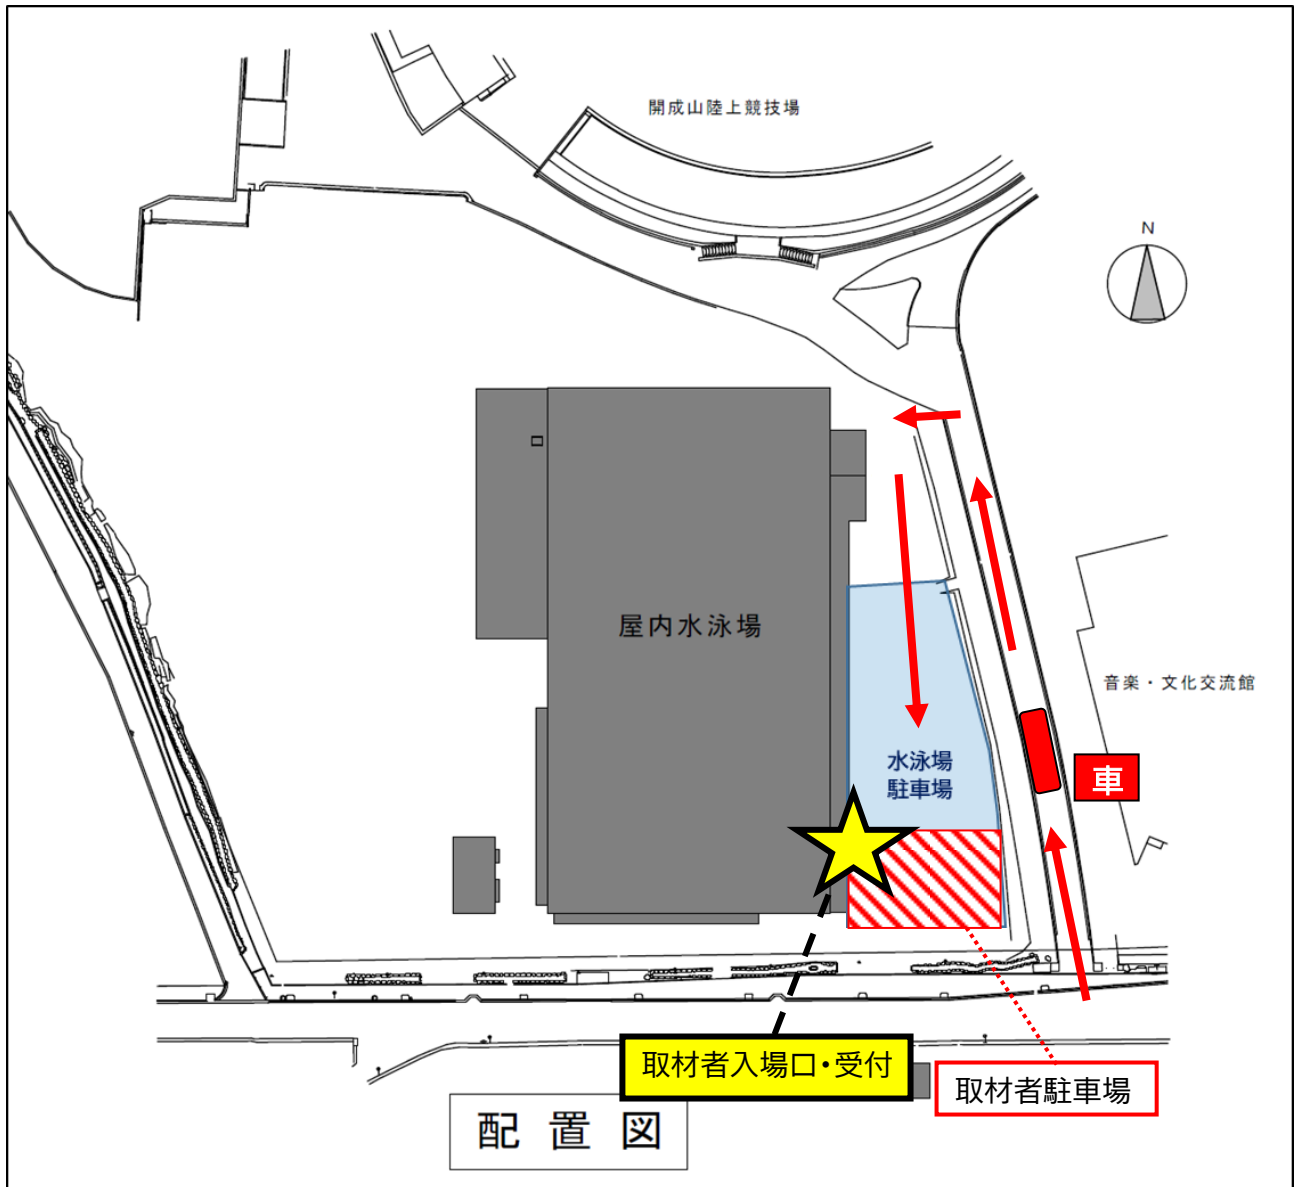 開成山陸上競技場
N
屋内水泳場
音楽・文化交流館
水泳場
駐車場
車
取材者入場口・受付
取材者駐車場
配置図